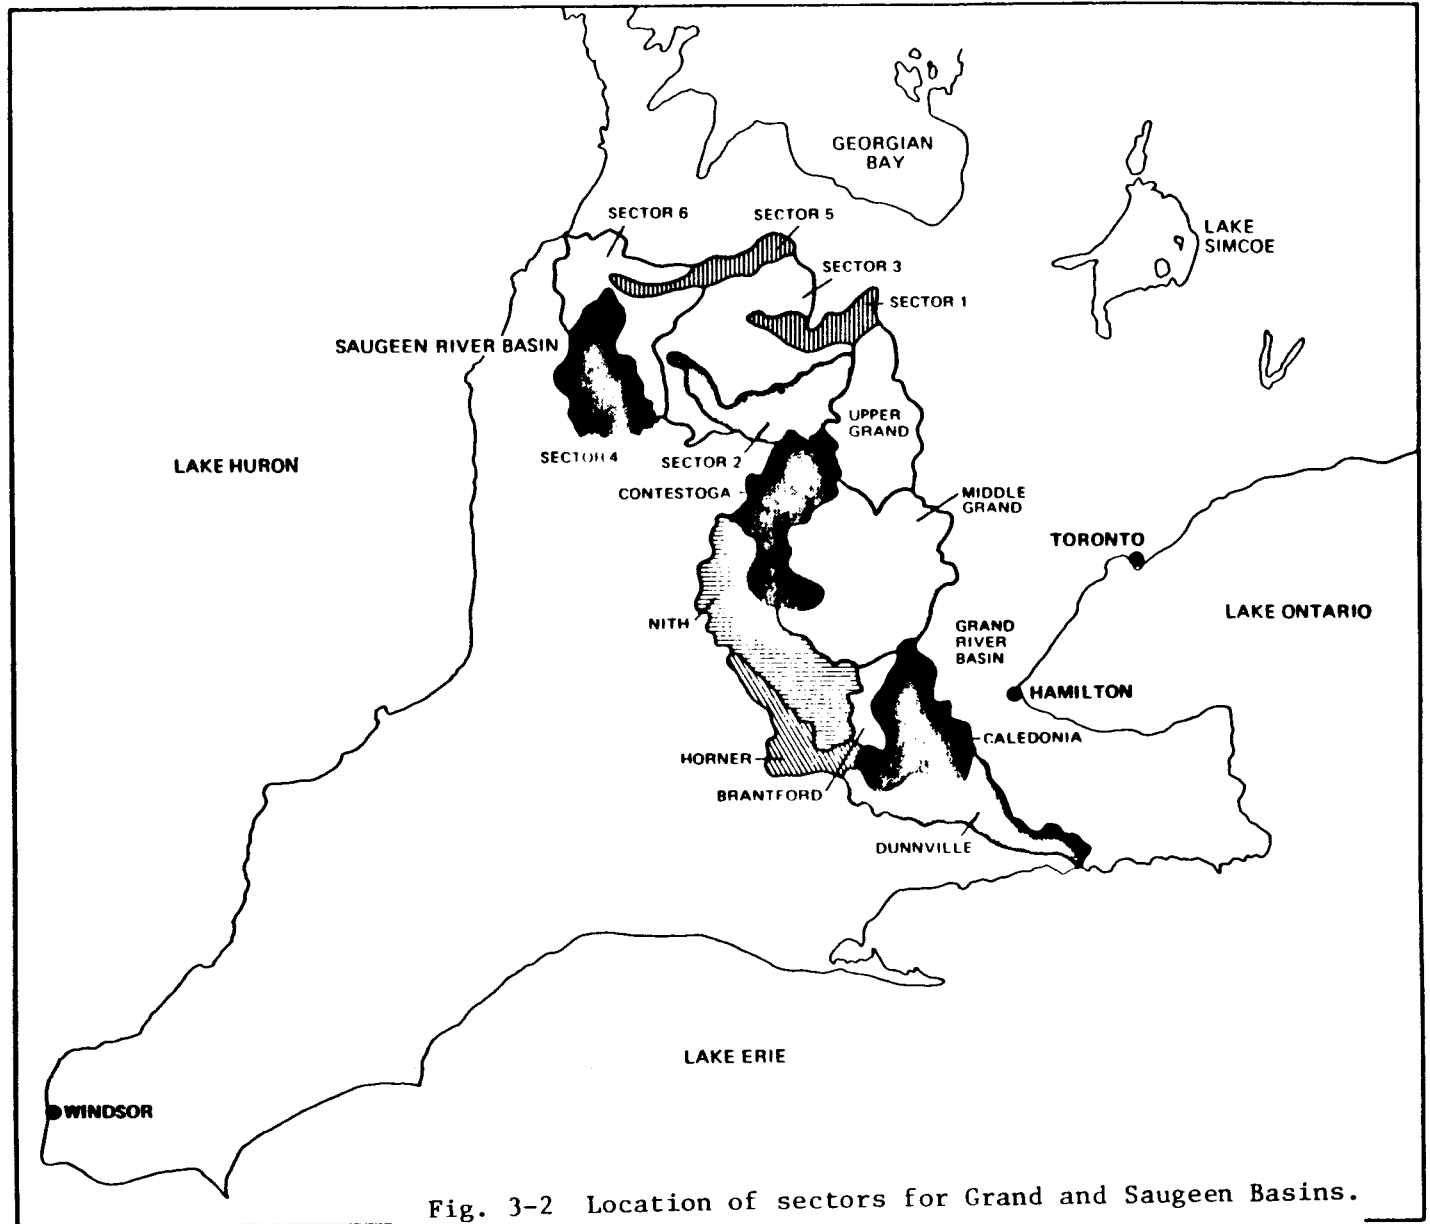 GEORGIAN
BAY
SECTOR 6
SECTOR 5
LAKE
SIMCOE
SECTOR 3
SECTOR 1
SAUGEEN RIVER BASIN
UPPER
GRAND
SECTOR 4
SECTOR 2
LAKE HURON
CONTESTOGA
MIDDLE
GRAND
TORONTO
NITH
GRAND
RIVER
BASIN
LAKE ONTARIO
HAMILTON
CALEDONIA
HORNER
BRANTFORD
DUNNVILLE
LAKE ERIE
WINDSOR
Fig. 3-2 Location of sectors for Grand and Saugeen Basins.